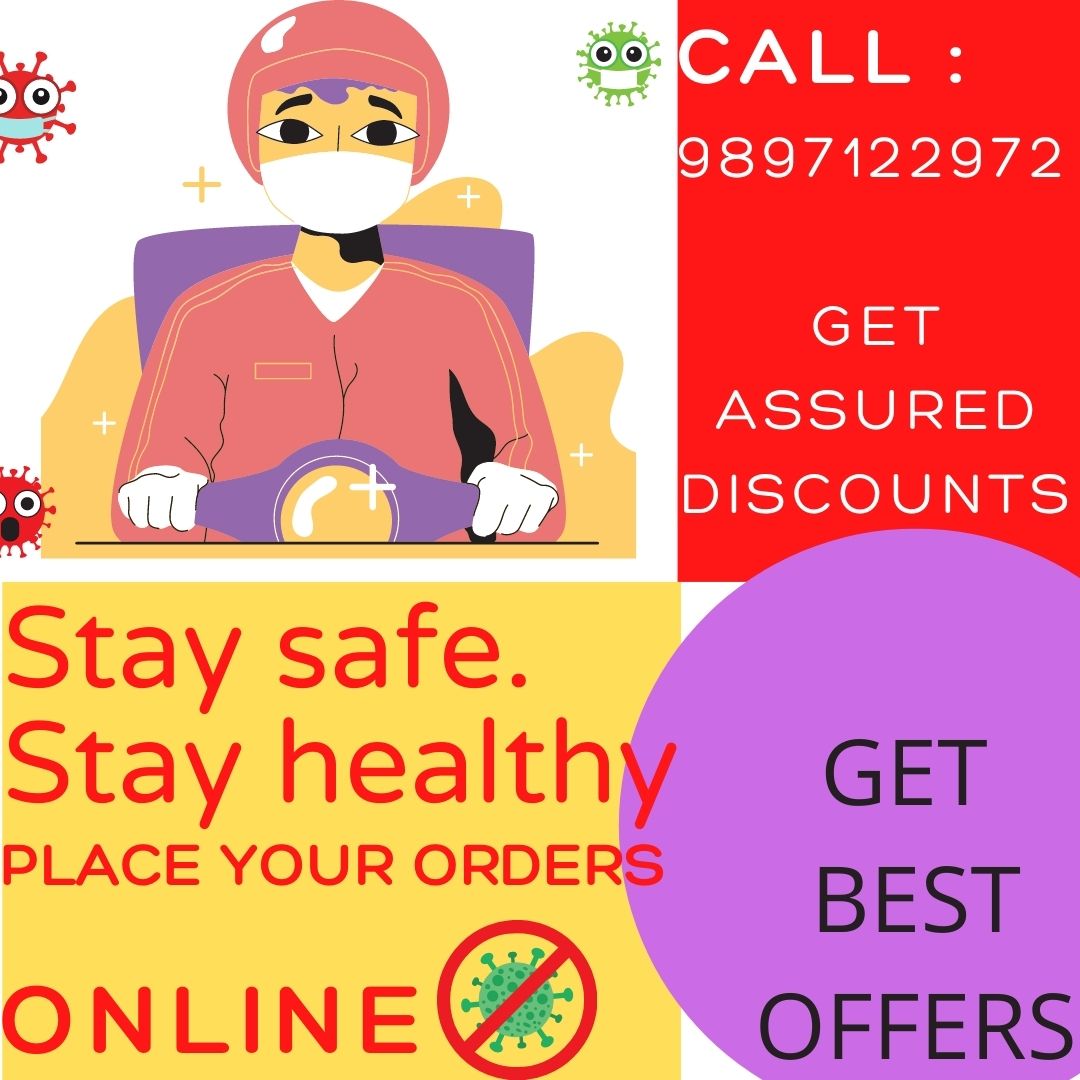 CALL :
9897122972
GET
ASSURED
DISCOUNTS
Stay safe.
Stay healthy
PLACE YOUR ORDERS
ONLINE
GET
BEST
OFFERS